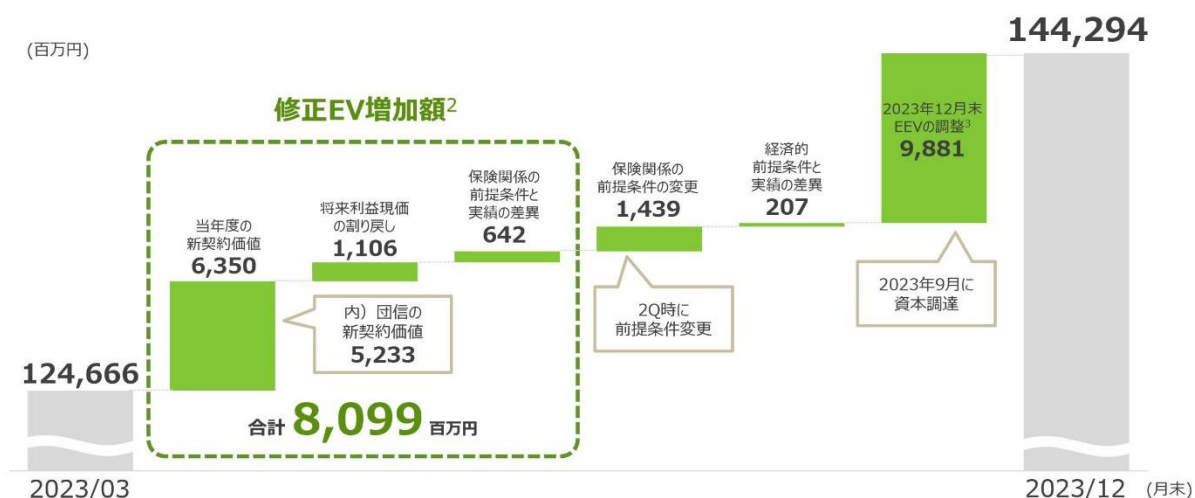 (百万円)
144,294
修正EV増加額2
2023年12月末
EEVの調整3
9,881
経済的
前提条件と
実績の差異
207
保険関係の
前提条件の変更
1,439
保険関係の
前提条件と
実績の差異
642
将来利益現価
の割り戻し
1,106
当年度の
新契約価値
6,350
内）団信の
新契約価値
5,233
2Q時に
前提条件変更
2023年9月に
資本調達
124,666
合計 8,099 百万円
2023/03
2023/12 (月末)